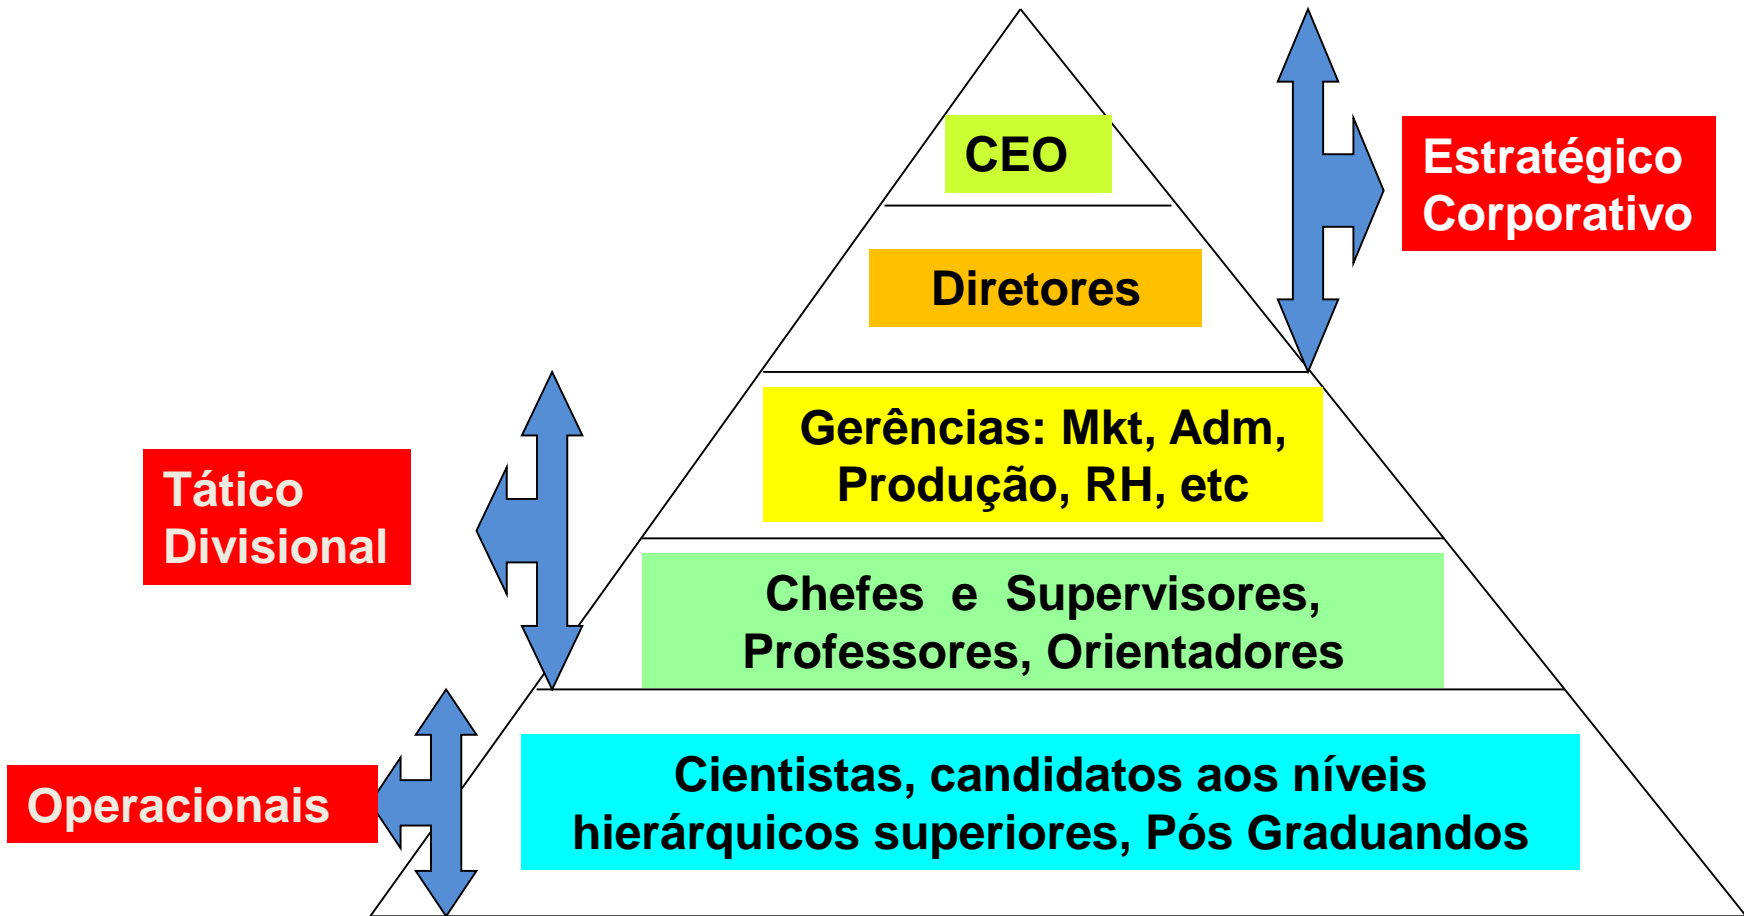 CEO
Estratégico
Corporativo
Diretores
Gerências: Mkt, Adm,
Produção, RH, etc
Tático
Divisional
Chefes e Supervisores,
Professores, Orientadores
Cientistas, candidatos aos níveis
hierárquicos superiores, Pós Graduandos
Operacionais